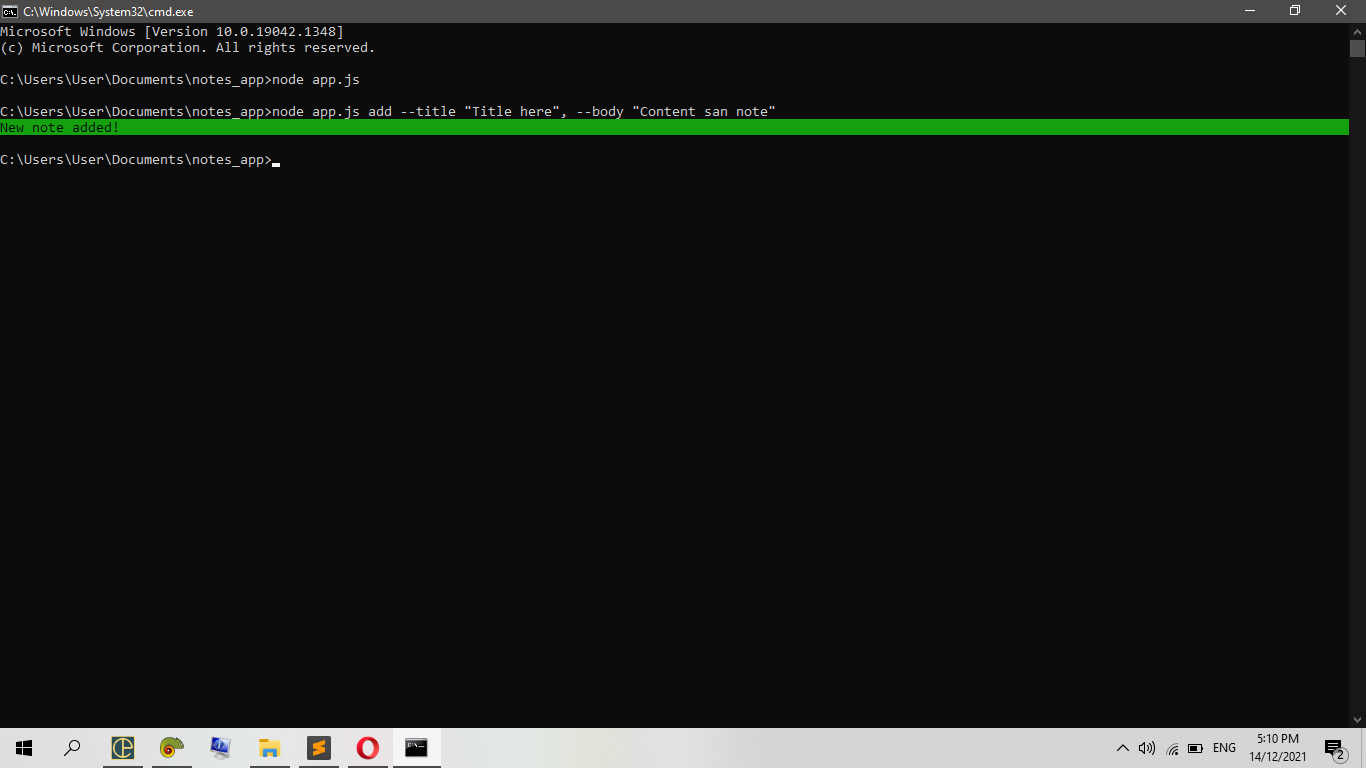 C:\Windows\System32\cmd.exe
Microsoft Windows [Version 10.0.19042.1348]
(c) Microsoft Corporation. All rights reserved.
C:\Users\User\Documents\notes_app>node app.js
C:\Users\User\Documents\notes_app>node app.js add --title "Title here", --body "Content san note"
New note added!
C:\Users\User\Documents\notes_app>
ENG
5:10 PM
14/12/2021
2